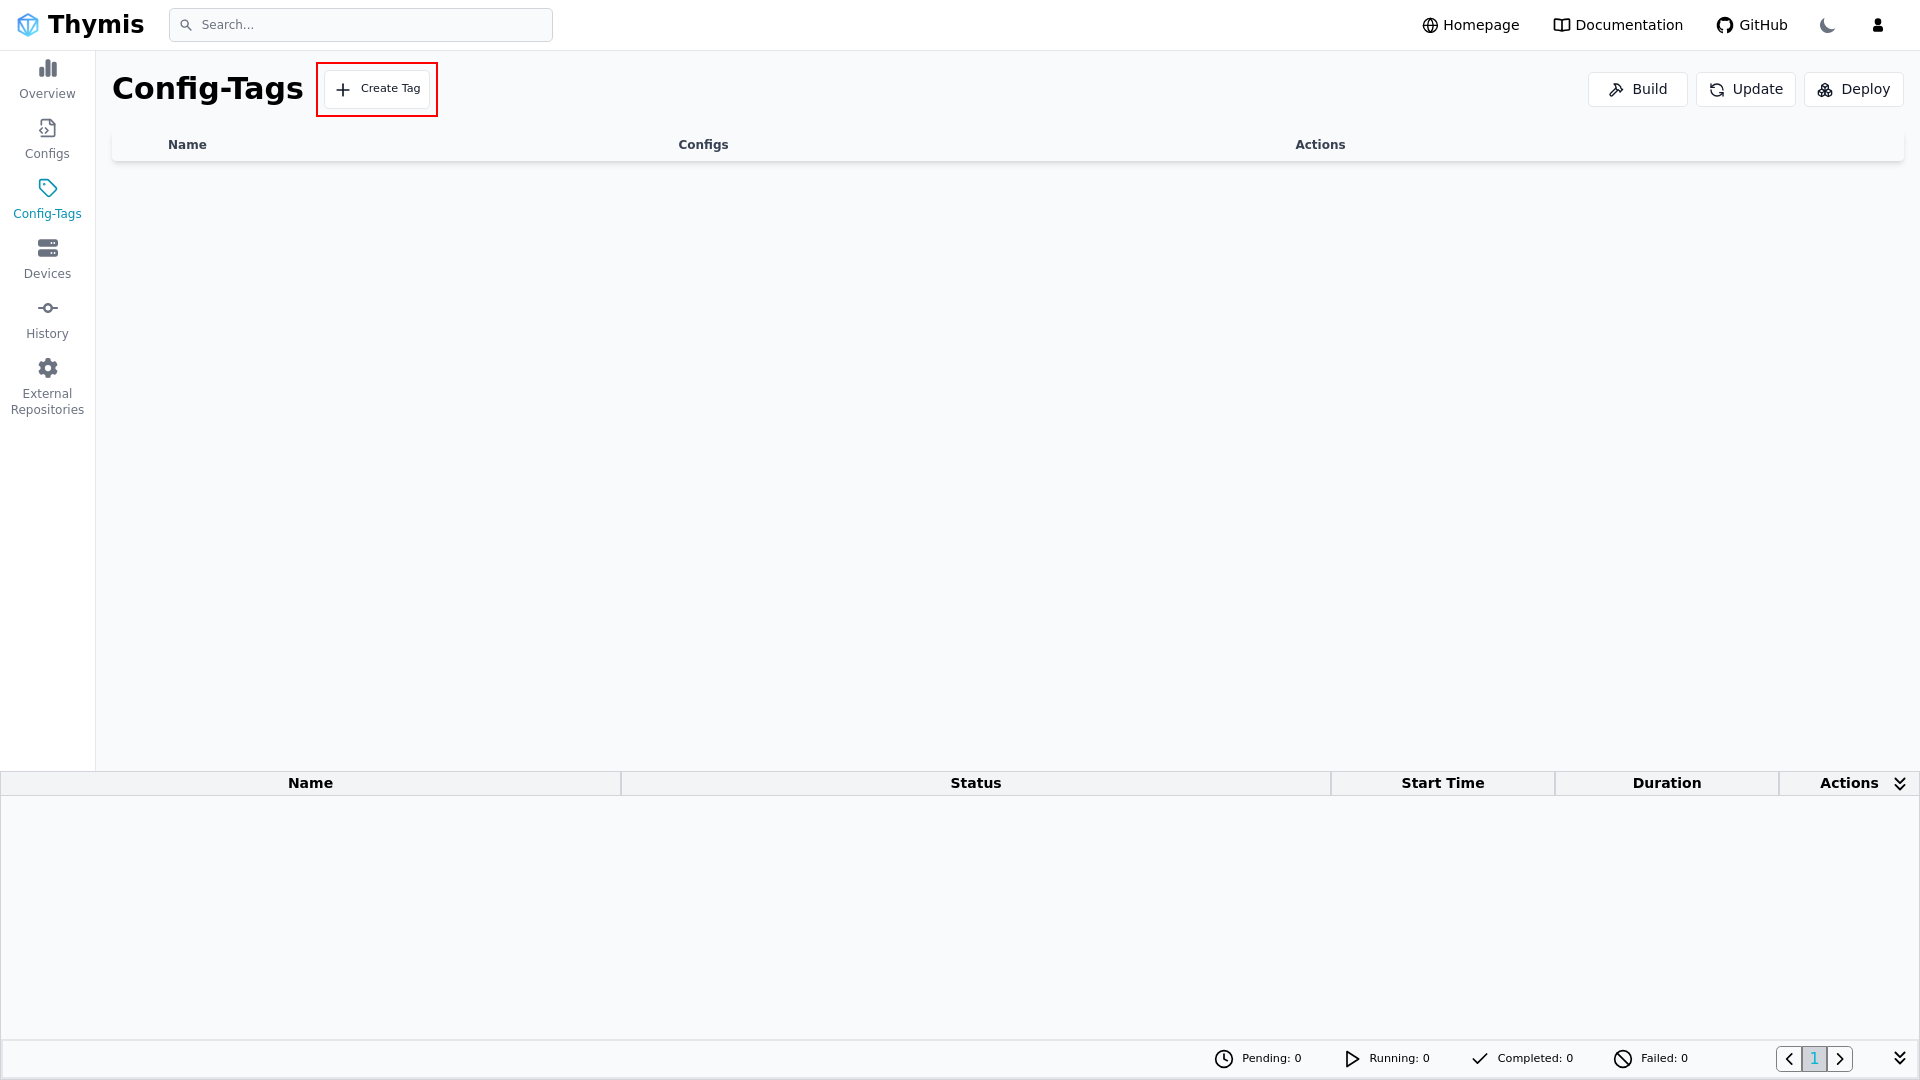 Thymis
Search...
Homepage
Documentation
GitHub
Overview
Configs
Config-Tags
Devices
History
External
Repositories
Config-Tags
Create Tag
Build
Update
Deploy
Name Configs Actions
Name Status Start Time Duration Actions
Pending: 0 Running: 0 Completed: 0 Failed: 0 1